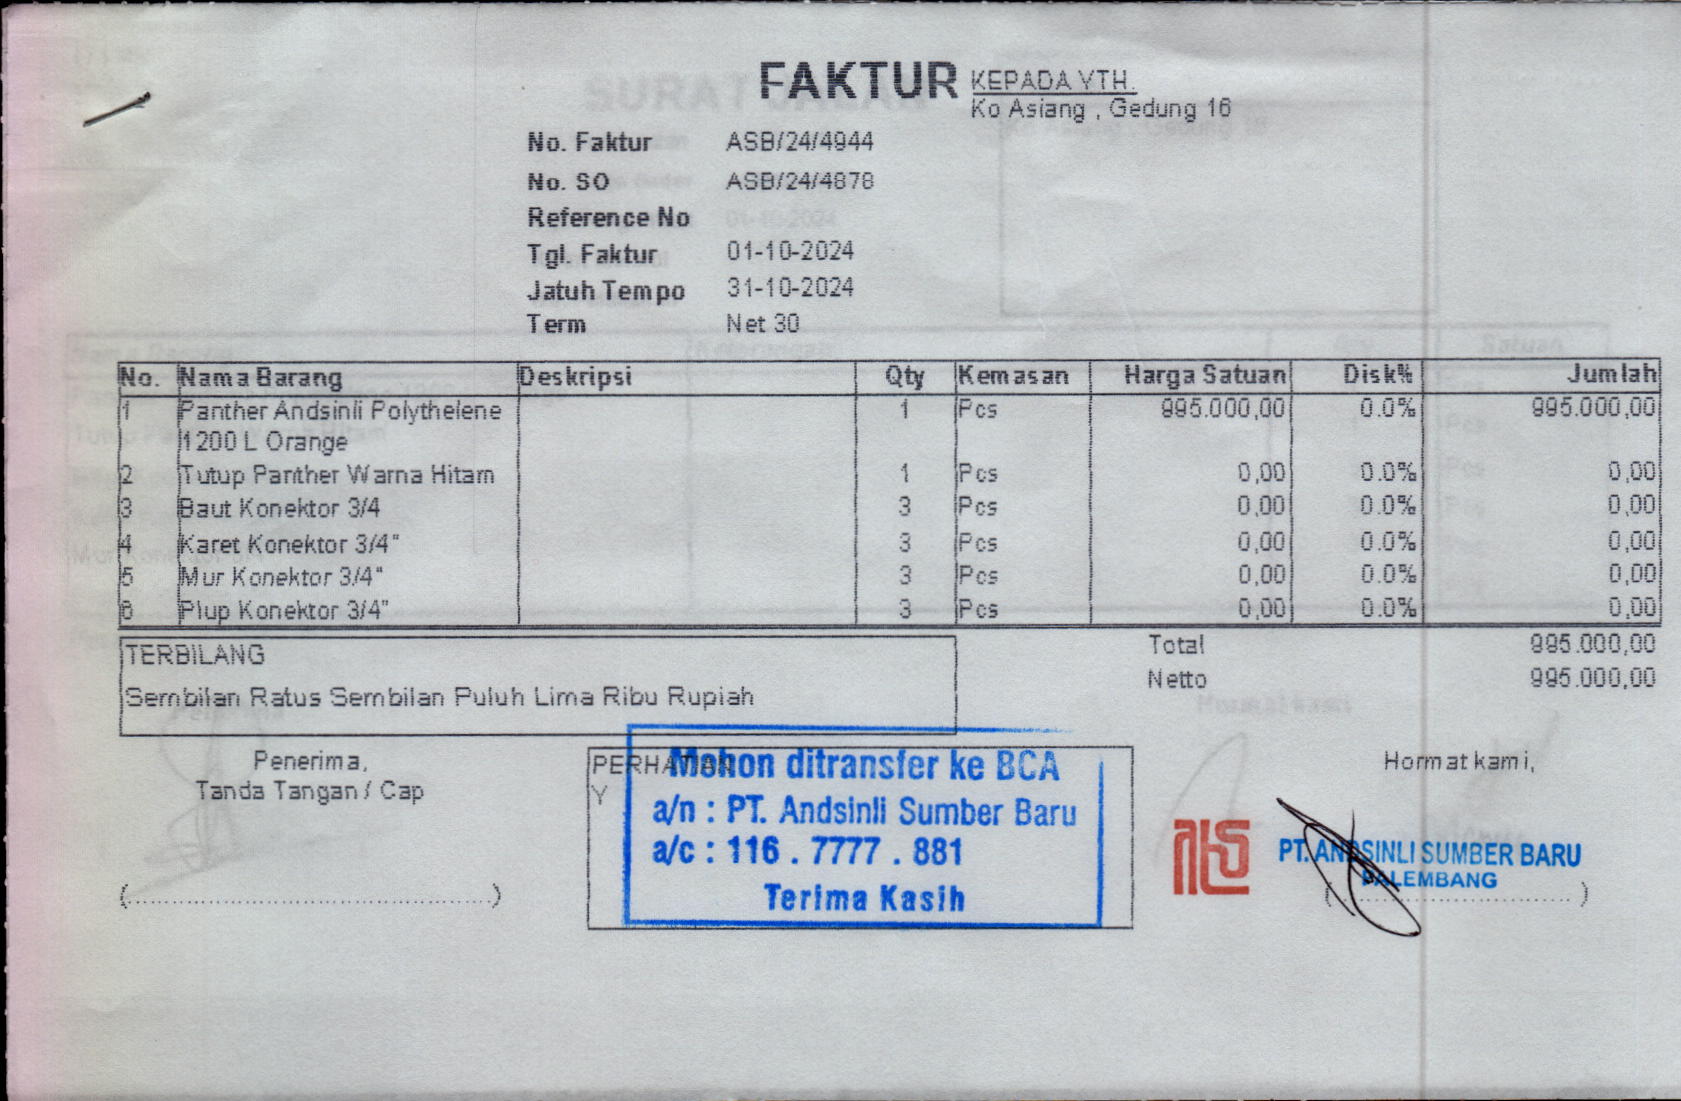 FAKTUR
KEPADA YTH.
Ko Asiang , Gedung 16
No. Faktur ASB/24/4944
No. SO ASB/24/4878
Reference No
Tgl. Faktur 01-10-2024
Jatuh Tempo 31-10-2024
Term Net 30
No. Nama Barang Deskripsi Qty Kemasan Harga Satuan Disk% Jumlah
1 Panther Andsinli Polythelene 1 Pcs 995.000,00 0.0% 995.000,00
1200 L Orange
2 Tutup Panther Warna Hitam 1 Pcs 0,00 0.0% 0,00
3 Baut Konektor 3/4 3 Pcs 0,00 0.0% 0,00
4 Karet Konektor 3/4" 3 Pcs 0,00 0.0% 0,00
5 Mur Konektor 3/4" 3 Pcs 0,00 0.0% 0,00
6 Plup Konektor 3/4" 3 Pcs 0,00 0.0% 0,00
Total 995.000,00
Netto 995.000,00
TERBILANG
Sembilan Ratus Sembilan Puluh Lima Ribu Rupiah
Penerima,
Tanda Tangan / Cap
(..........................................)
PERHATIAN
Y
Mohon ditransfer ke BCA
a/n : PT. Andsinli Sumber Baru
a/c : 116 . 7777 . 881
Terima Kasih
Hormat kami,
PT. ANDSINLI SUMBER BARU
PALEMBANG
(..............................)